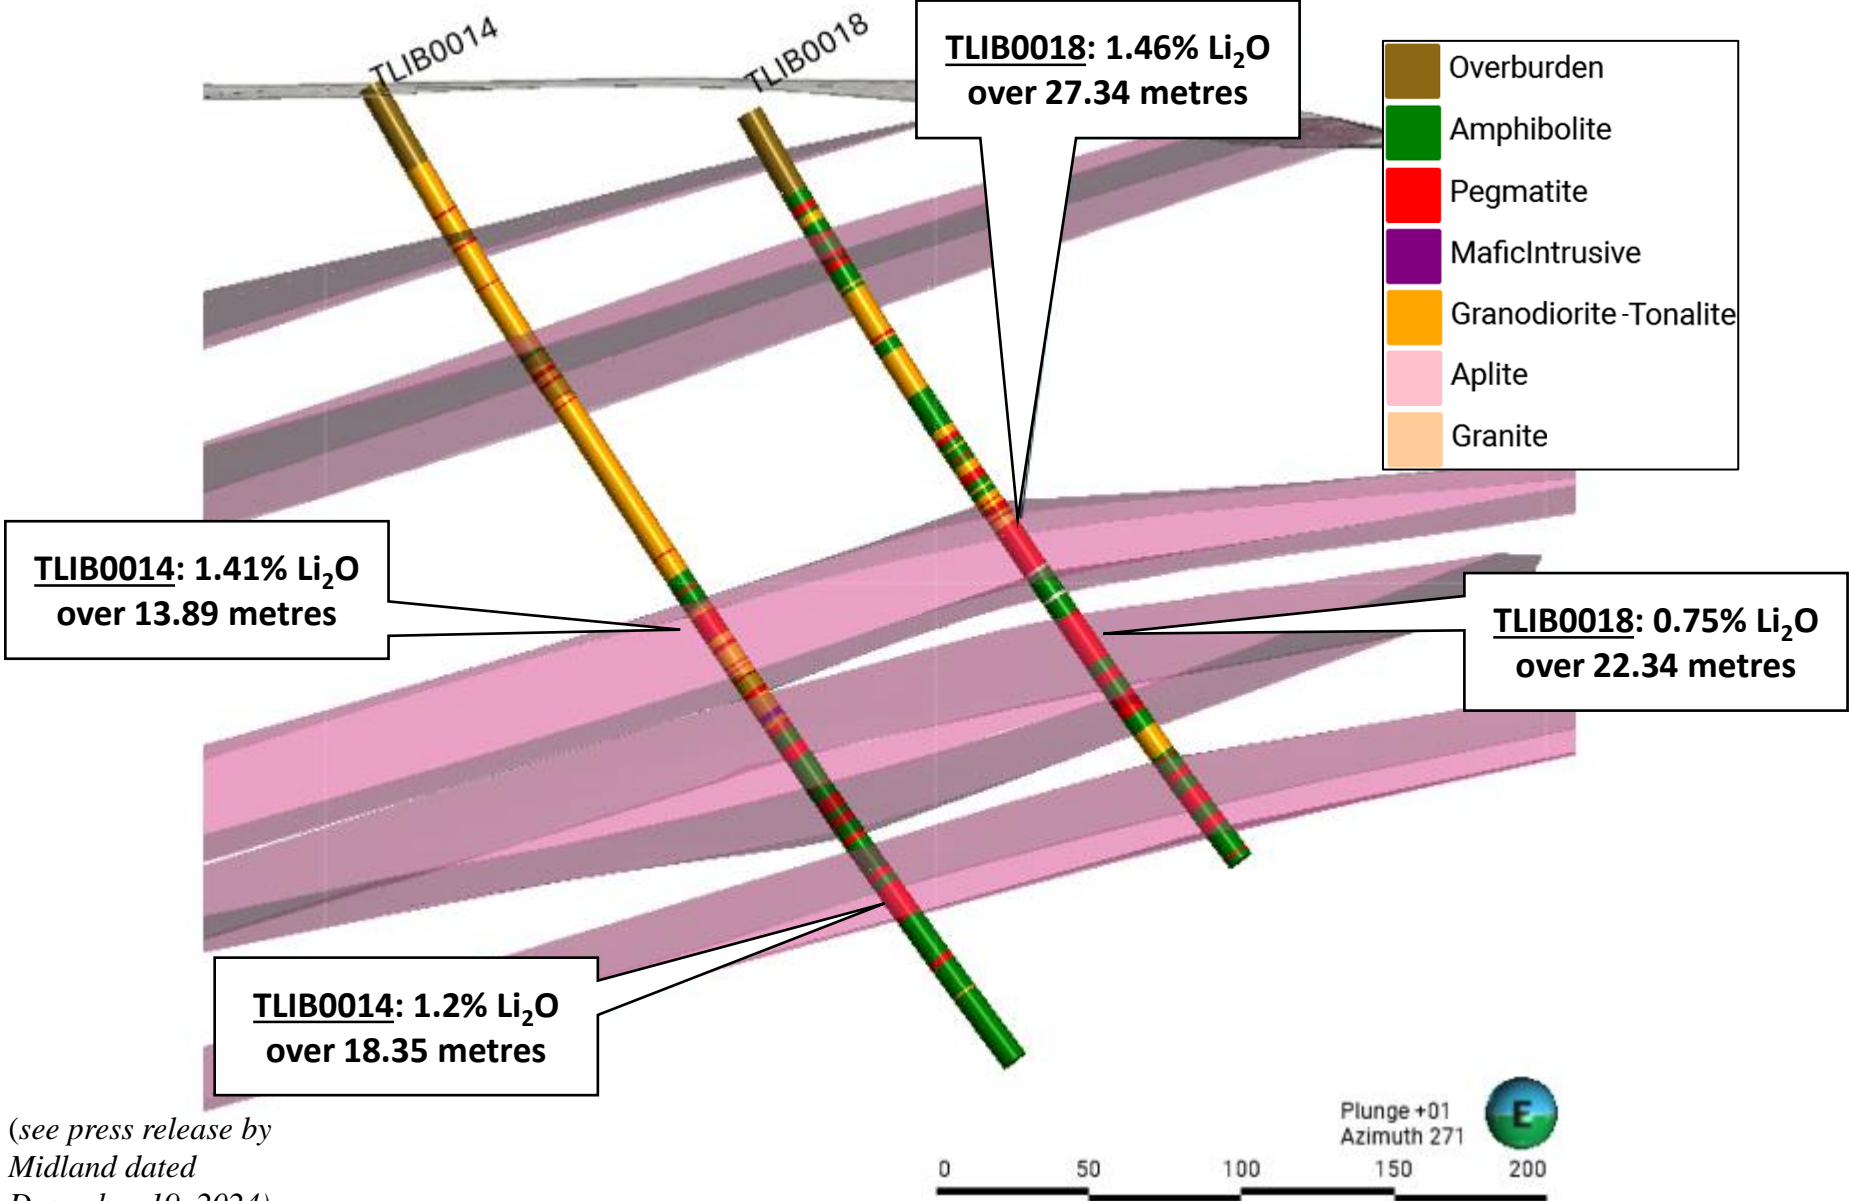 TLIB0014
TLIB0018
TLIB0018: 1.46% Li₂O
over 27.34 metres
Overburden
Amphibolite
Pegmatite
MaficIntrusive
Granodiorite-Tonalite
Aplite
Granite
TLIB0014: 1.41% Li₂O
over 13.89 metres
TLIB0018: 0.75% Li₂O
over 22.34 metres
TLIB0014: 1.2% Li₂O
over 18.35 metres
(see press release by
Midland dated
December 19, 2024)
Plunge +01
Azimuth 271
E
0 50 100 150 200